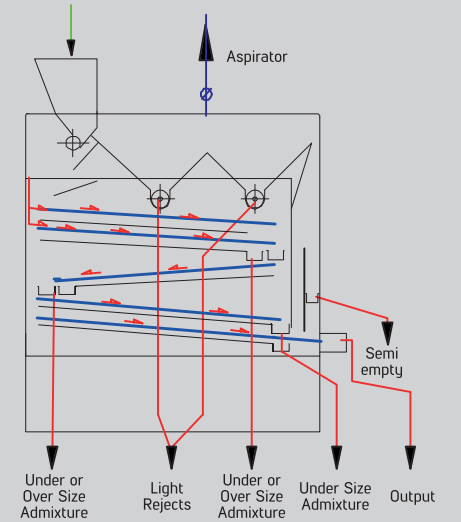 Aspirator
Semi
empty
Under or
Over Size
Admixture
Light
Rejects
Under or
Over Size
Admixture
Under Size
Admixture
Output